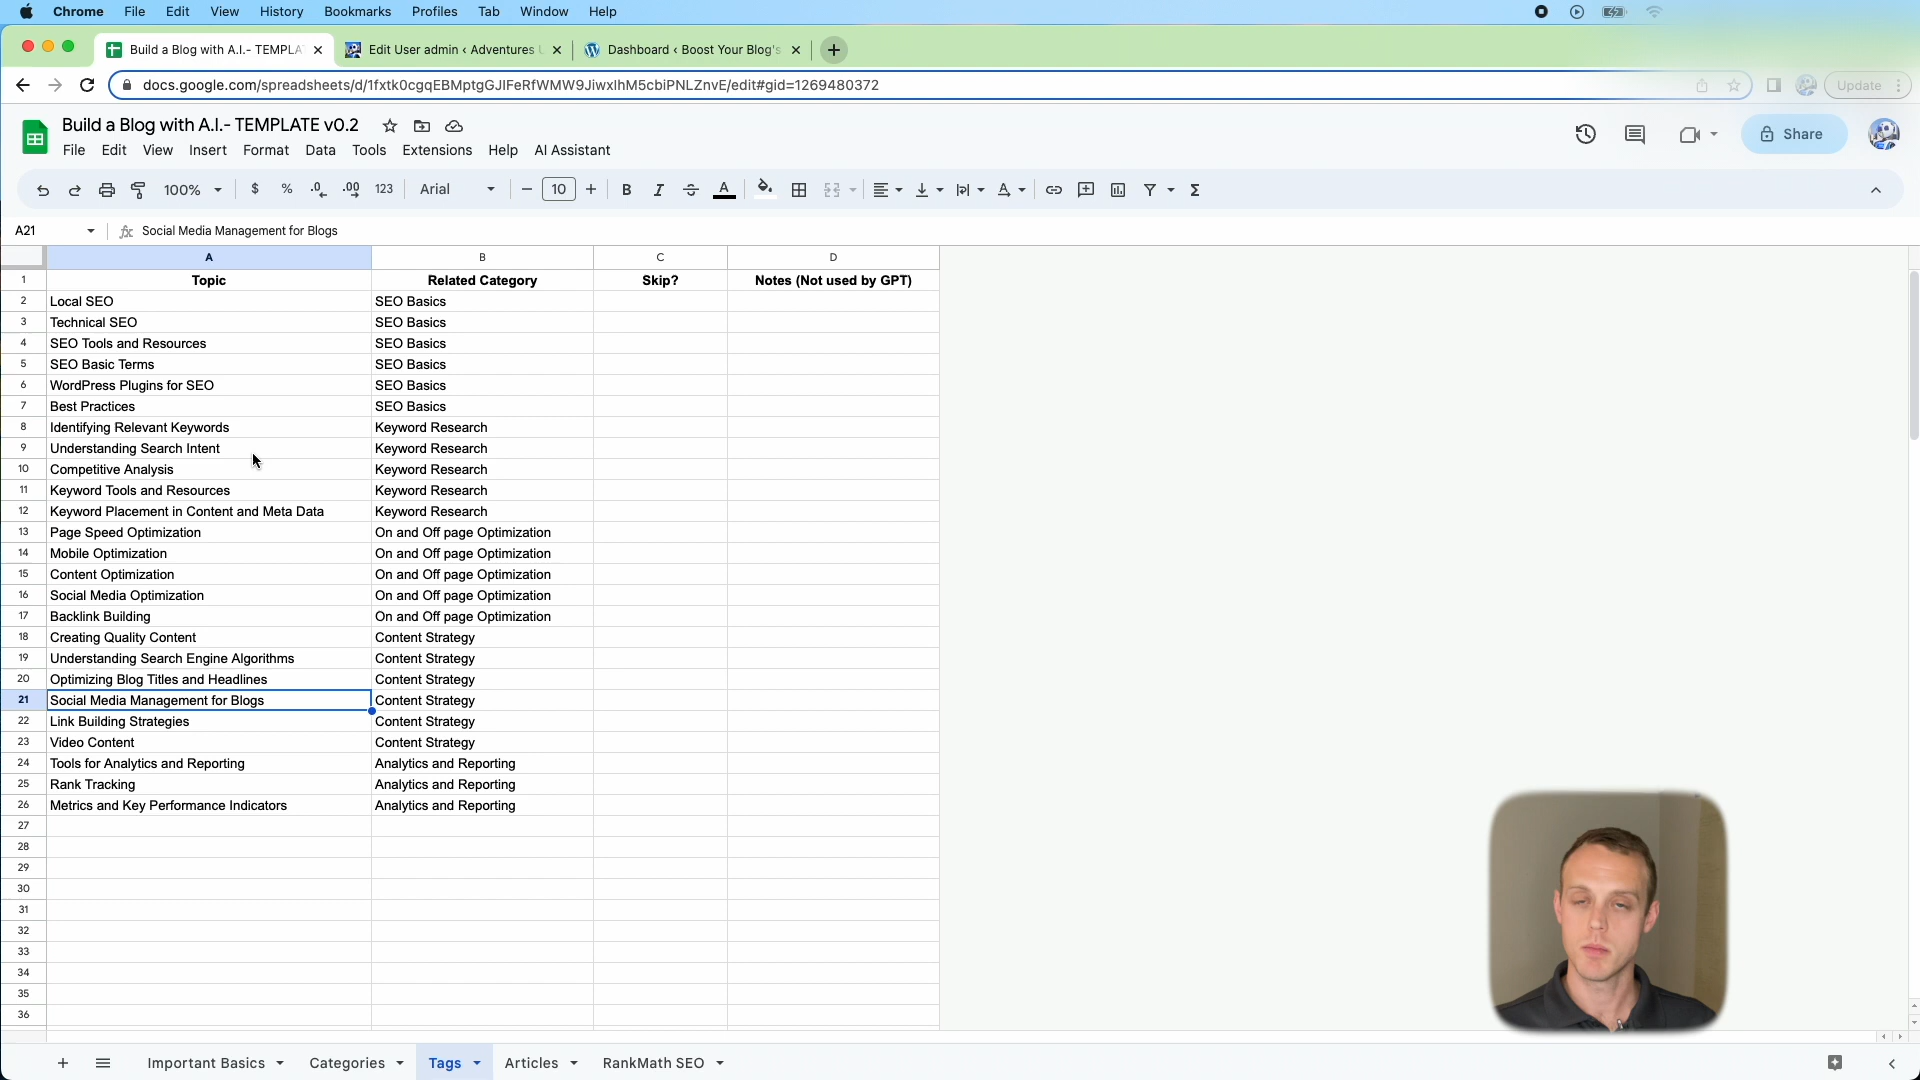 Chrome File Edit View History Bookmarks Profiles Tab Window Help
Build a Blog with A.I.- TEMPLA Edit User admin ‹ Adventures Dashboard ‹ Boost Your Blog's
docs.google.com/spreadsheets/d/1fxtk0cgqEBMptgGJIFeRfWMW9JiwxIhM5cbiPNLZnvE/edit#gid=1269480372 Update
Build a Blog with A.I.- TEMPLATE v0.2
File Edit View Insert Format Data Tools Extensions Help AI Assistant
Share
100% $ % .0 .00 123 Arial 10 B I S A A Σ
A21 fx Social Media Management for Blogs
A B C D
1 Topic Related Category Skip? Notes (Not used by GPT)
2 Local SEO SEO Basics
3 Technical SEO SEO Basics
4 SEO Tools and Resources SEO Basics
5 SEO Basic Terms SEO Basics
6 WordPress Plugins for SEO SEO Basics
7 Best Practices SEO Basics
8 Identifying Relevant Keywords Keyword Research
9 Understanding Search Intent Keyword Research
10 Competitive Analysis Keyword Research
11 Keyword Tools and Resources Keyword Research
12 Keyword Placement in Content and Meta Data Keyword Research
13 Page Speed Optimization On and Off page Optimization
14 Mobile Optimization On and Off page Optimization
15 Content Optimization On and Off page Optimization
16 Social Media Optimization On and Off page Optimization
17 Backlink Building On and Off page Optimization
18 Creating Quality Content Content Strategy
19 Understanding Search Engine Algorithms Content Strategy
20 Optimizing Blog Titles and Headlines Content Strategy
21 Social Media Management for Blogs Content Strategy
22 Link Building Strategies Content Strategy
23 Video Content Content Strategy
24 Tools for Analytics and Reporting Analytics and Reporting
25 Rank Tracking Analytics and Reporting
26 Metrics and Key Performance Indicators Analytics and Reporting
27
28
29
30
31
32
33
34
35
36
Important Basics Categories Tags Articles RankMath SEO